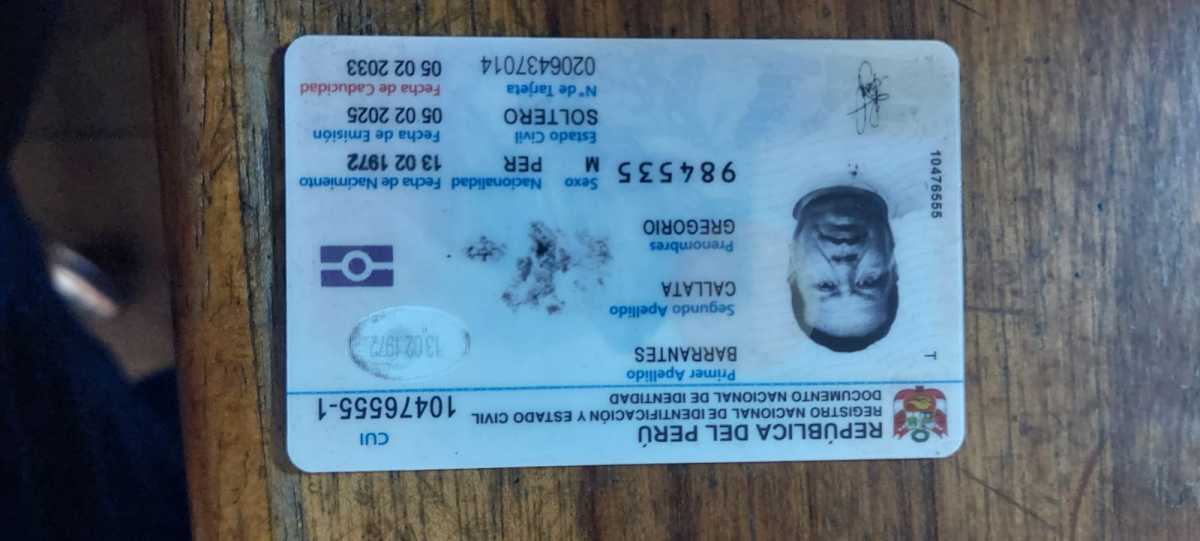 REPÚBLICA DEL PERÚ
REGISTRO NACIONAL DE IDENTIFICACIÓN Y ESTADO CIVIL
DOCUMENTO NACIONAL DE IDENTIDAD
CUI
10476555-1
T
Primer Apellido
BARRANTES
13 02 1972
Segundo Apellido
CALLATA
Prenombres
GREGORIO
Sexo Nacionalidad Fecha de Nacimiento
M PER 13 02 1972
984535
Estado Civil Fecha de Emisión
SOLTERO 05 02 2025
N° de Tarjeta Fecha de Caducidad
0206437014 05 02 2033
10476555